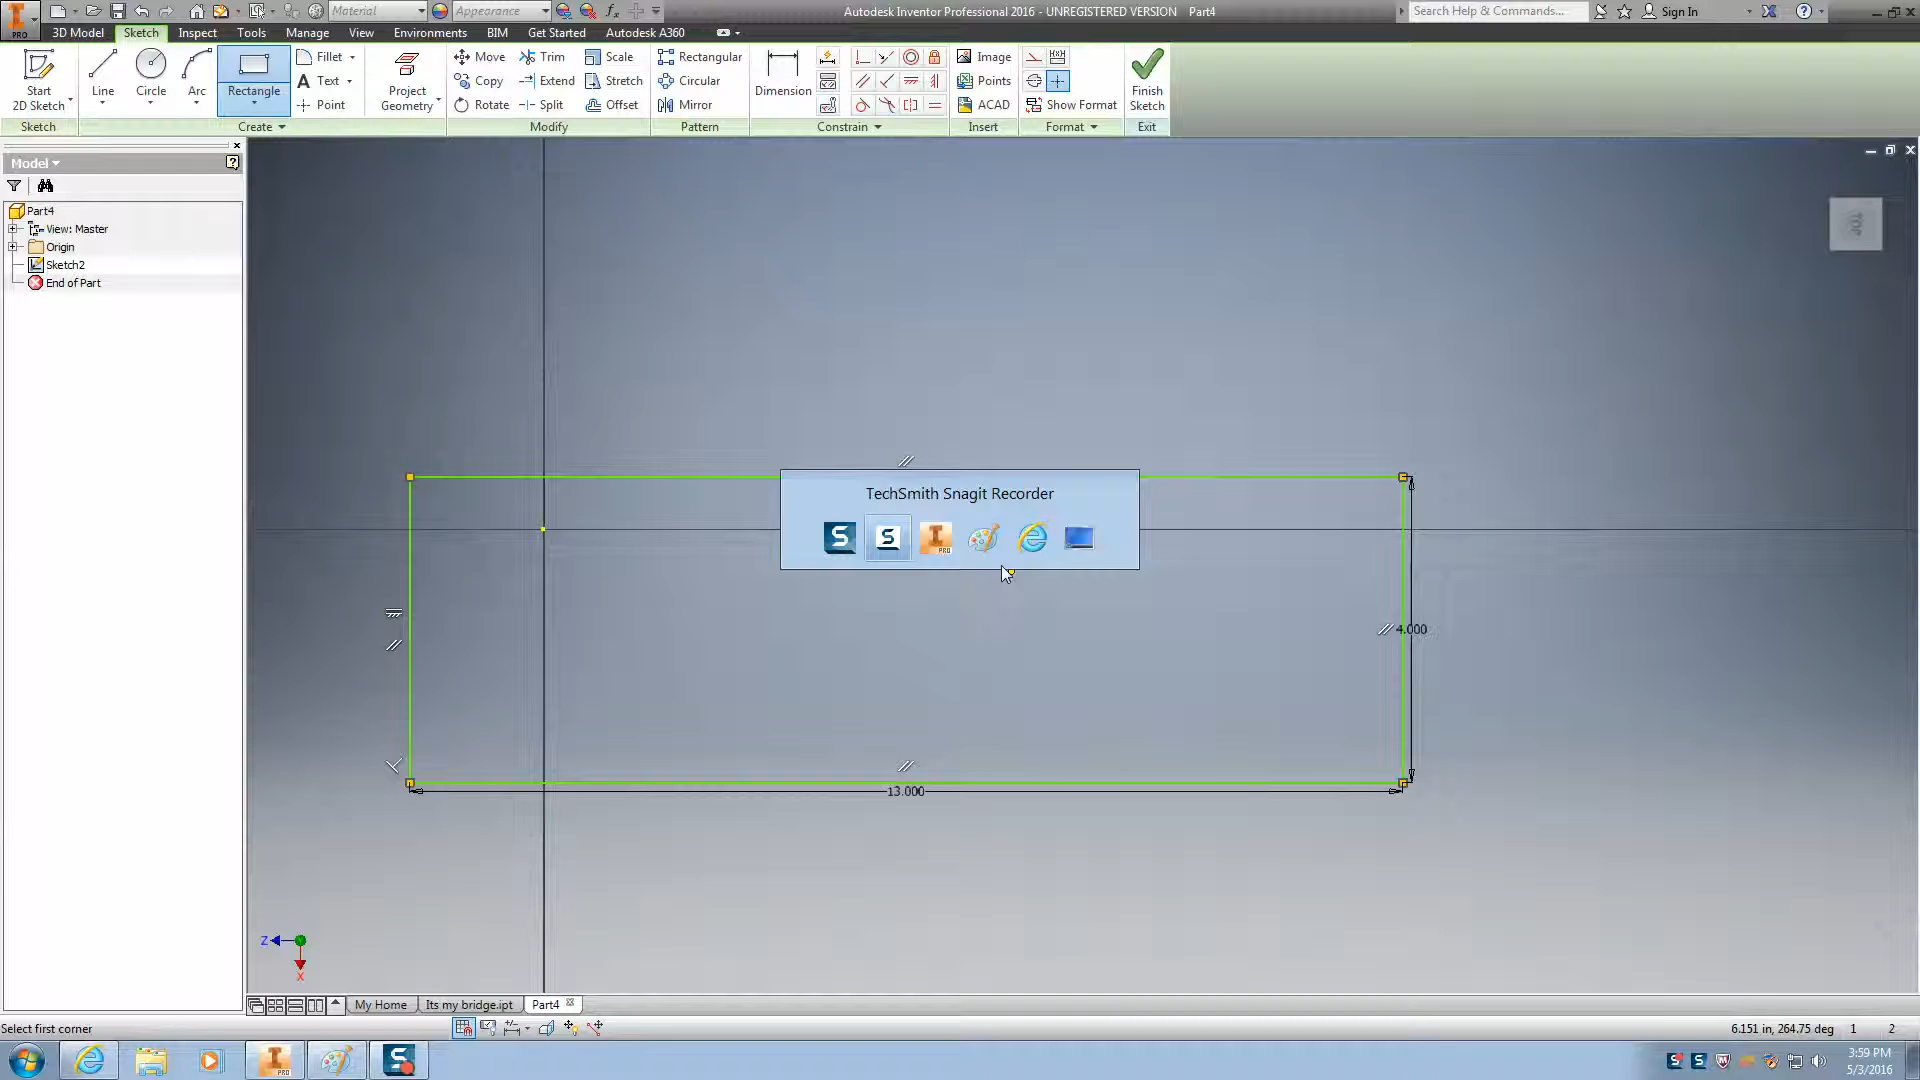 Material
Appearance
Autodesk Inventor Professional 2016 - UNREGISTERED VERSION Part4
Search Help & Commands...
Sign In
PRO
3D Model
Sketch
Inspect
Tools
Manage
View
Environments
BIM
Get Started
Autodesk A360
Start
2D Sketch
Line
Circle
Arc
Rectangle
Fillet
Text
Point
Project
Geometry
Move
Copy
Rotate
Trim
Extend
Split
Scale
Stretch
Offset
Rectangular
Circular
Mirror
Dimension
Image
Points
ACAD
Show Format
Finish
Sketch
Sketch
Create
Modify
Pattern
Constrain
Insert
Format
Exit
Model
Part4
View: Master
Origin
Sketch2
End of Part
TOP
TechSmith Snagit Recorder
4.000
13.000
Z
X
My Home
Its my bridge.ipt
Part4
Select first corner
6.151 in, 264.75 deg
1
2
3:59 PM
5/3/2016